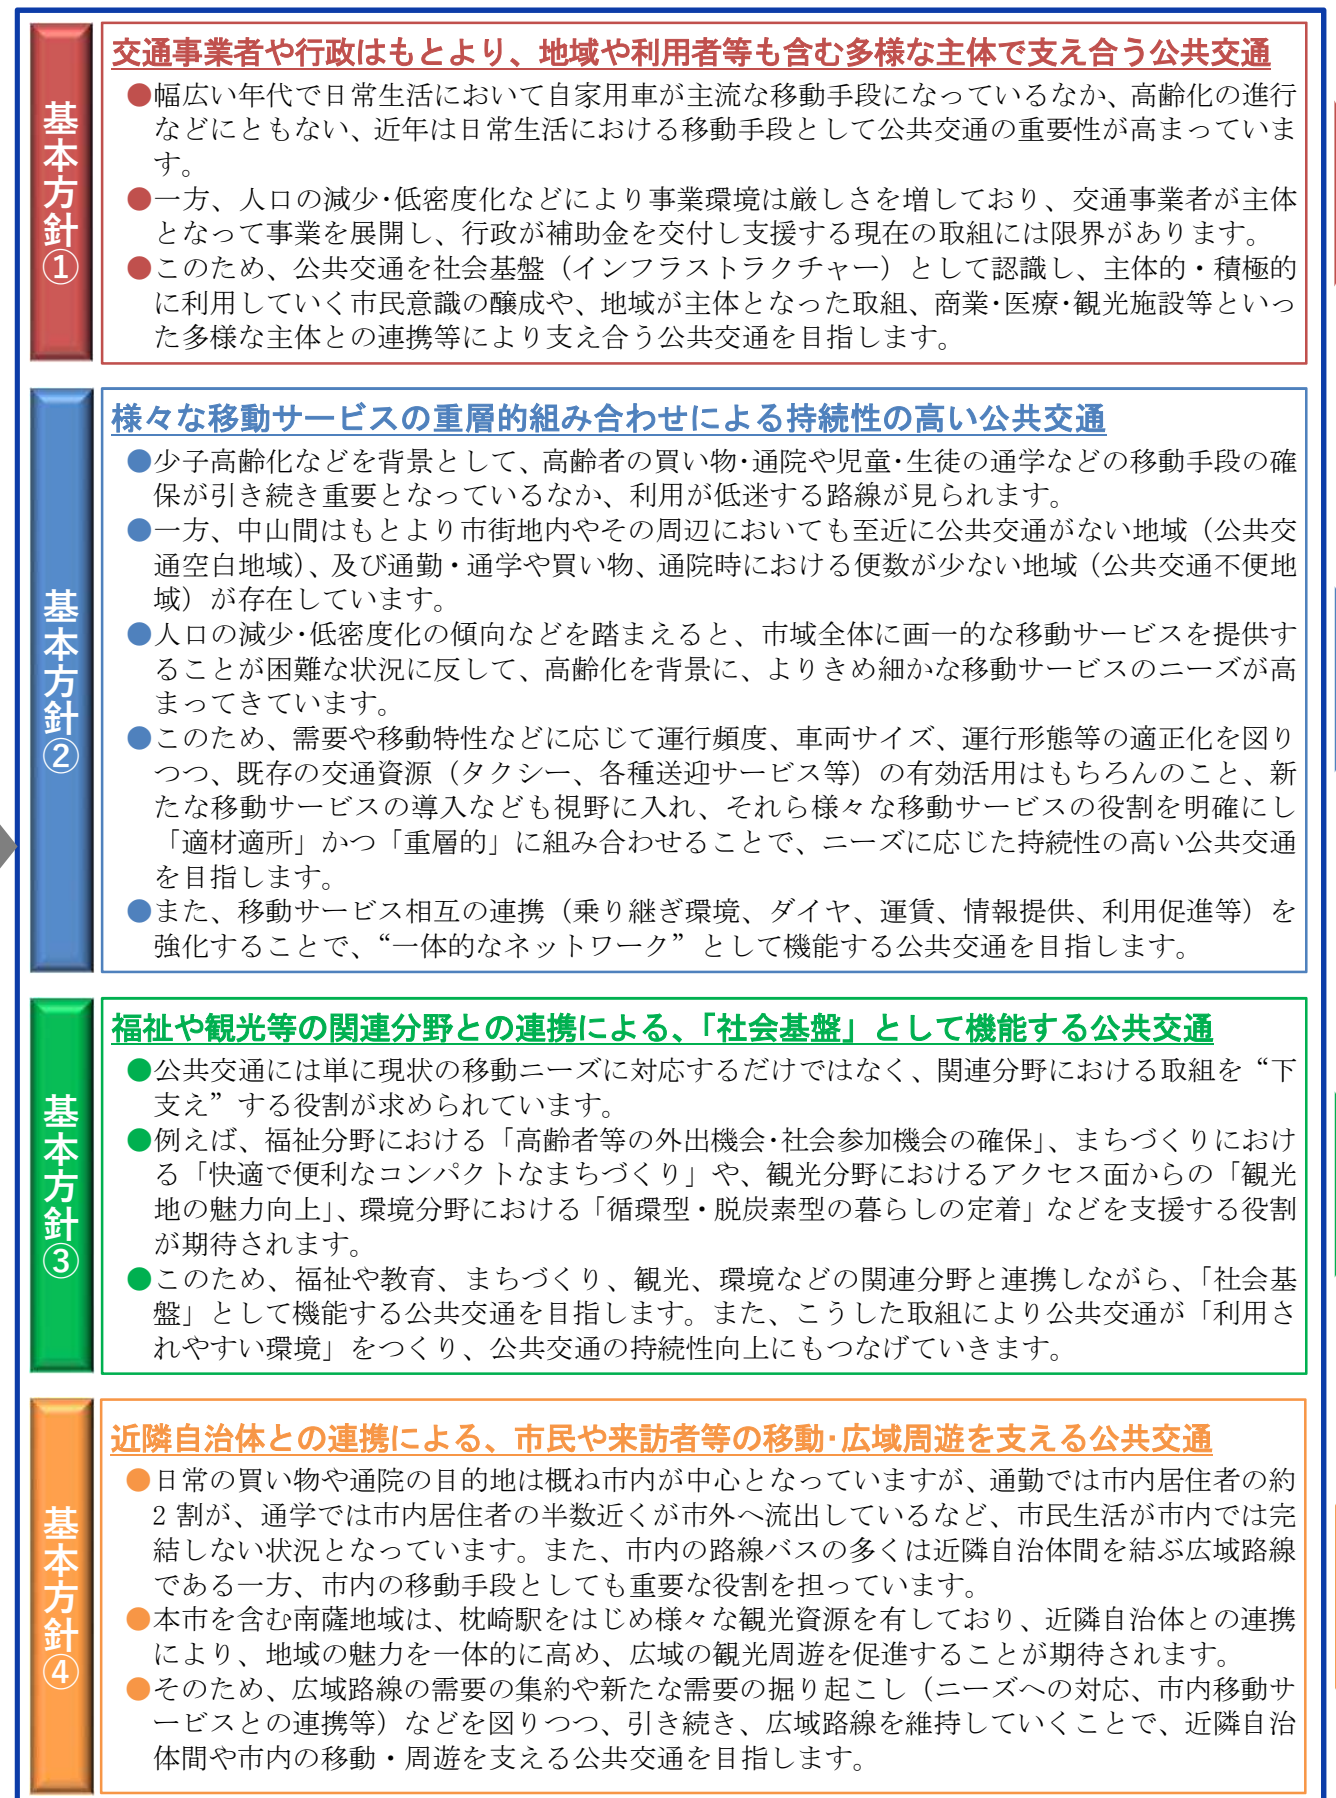 基本方針①
交通事業者や行政はもとより、地域や利用者等も含む多様な主体で支え合う公共交通
●幅広い年代で日常生活において自家用車が主流な移動手段になっているなか、高齢化の進行
などにともない、近年は日常生活における移動手段として公共交通の重要性が高まっていま
す。
●一方、人口の減少･低密度化などにより事業環境は厳しさを増しており、交通事業者が主体
となって事業を展開し、行政が補助金を交付し支援する現在の取組には限界があります。
●このため、公共交通を社会基盤（インフラストラクチャー）として認識し、主体的・積極的
に利用していく市民意識の醸成や、地域が主体となった取組、商業･医療･観光施設等といっ
た多様な主体との連携等により支え合う公共交通を目指します。
基本方針②
様々な移動サービスの重層的組み合わせによる持続性の高い公共交通
●少子高齢化などを背景として、高齢者の買い物･通院や児童･生徒の通学などの移動手段の確
保が引き続き重要となっているなか、利用が低迷する路線が見られます。
●一方、中山間はもとより市街地内やその周辺においても至近に公共交通がない地域（公共交
通空白地域）、及び通勤・通学や買い物、通院時における便数が少ない地域（公共交通不便地
域）が存在しています。
●人口の減少･低密度化の傾向などを踏まえると、市域全体に画一的な移動サービスを提供す
ることが困難な状況に反して、高齢化を背景に、よりきめ細かな移動サービスのニーズが高
まってきています。
●このため、需要や移動特性などに応じて運行頻度、車両サイズ、運行形態等の適正化を図り
つつ、既存の交通資源（タクシー、各種送迎サービス等）の有効活用はもちろんのこと、新
たな移動サービスの導入なども視野に入れ、それら様々な移動サービスの役割を明確にし
「適材適所」かつ「重層的」に組み合わせることで、ニーズに応じた持続性の高い公共交通
を目指します。
●また、移動サービス相互の連携（乗り継ぎ環境、ダイヤ、運賃、情報提供、利用促進等）を
強化することで、“一体的なネットワーク”として機能する公共交通を目指します。
基本方針③
福祉や観光等の関連分野との連携による、「社会基盤」として機能する公共交通
●公共交通には単に現状の移動ニーズに対応するだけではなく、関連分野における取組を“下
支え”する役割が求められています。
●例えば、福祉分野における「高齢者等の外出機会･社会参加機会の確保」、まちづくりにおけ
る「快適で便利なコンパクトなまちづくり」や、観光分野におけるアクセス面からの「観光
地の魅力向上」、環境分野における「循環型・脱炭素型の暮らしの定着」などを支援する役割
が期待されます。
●このため、福祉や教育、まちづくり、観光、環境などの関連分野と連携しながら、「社会基
盤」として機能する公共交通を目指します。また、こうした取組により公共交通が「利用さ
れやすい環境」をつくり、公共交通の持続性向上にもつなげていきます。
基本方針④
近隣自治体との連携による、市民や来訪者等の移動･広域周遊を支える公共交通
●日常の買い物や通院の目的地は概ね市内が中心となっていますが、通勤では市内居住者の約
2 割が、通学では市内居住者の半数近くが市外へ流出しているなど、市民生活が市内では完
結しない状況となっています。また、市内の路線バスの多くは近隣自治体間を結ぶ広域路線
である一方、市内の移動手段としても重要な役割を担っています。
●本市を含む南薩地域は、枕崎駅をはじめ様々な観光資源を有しており、近隣自治体との連携
により、地域の魅力を一体的に高め、広域の観光周遊を促進することが期待されます。
●そのため、広域路線の需要の集約や新たな需要の掘り起こし（ニーズへの対応、市内移動サ
ービスとの連携等）などを図りつつ、引き続き、広域路線を維持していくことで、近隣自治
体間や市内の移動・周遊を支える公共交通を目指します。